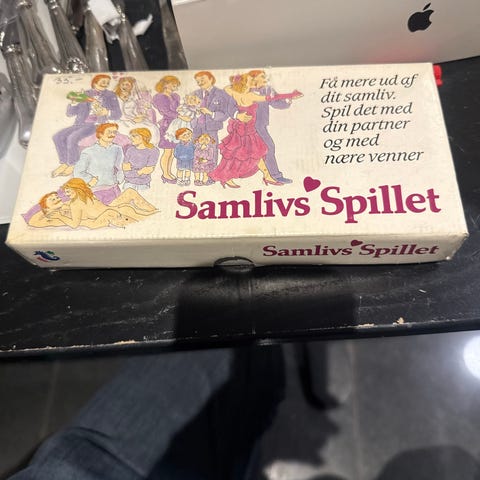 35.-
Få mere ud af
dit samliv.
Spil det med
din partner
og med
nære venner
Samlivs Spillet
Samlivs Spillet